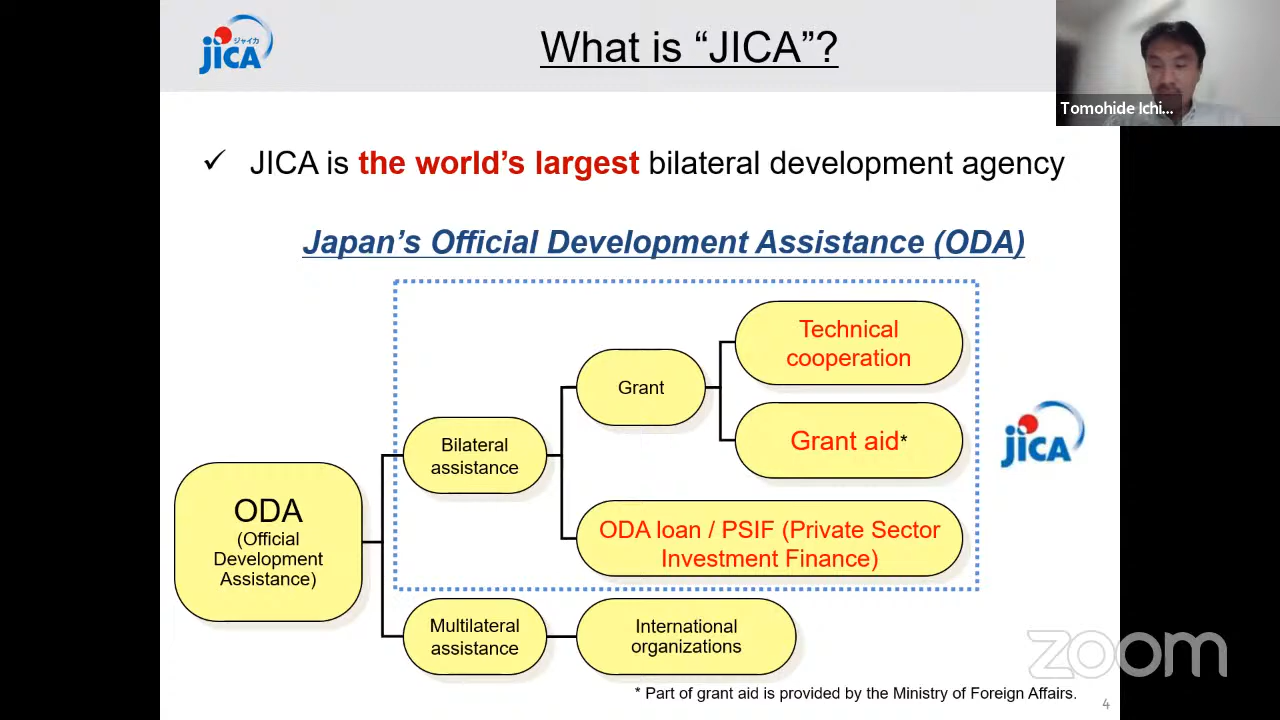 ジャイカ
JICA
What is “JICA”?
Tomohide Ichi...
✓ JICA is the world’s largest bilateral development agency
Japan’s Official Development Assistance (ODA)
Technical
cooperation
Grant
Grant aid*
JICA
Bilateral
assistance
ODA
(Official
Development
Assistance)
ODA loan / PSIF (Private Sector
Investment Finance)
Multilateral
assistance
International
organizations
zoom
* Part of grant aid is provided by the Ministry of Foreign Affairs.
4